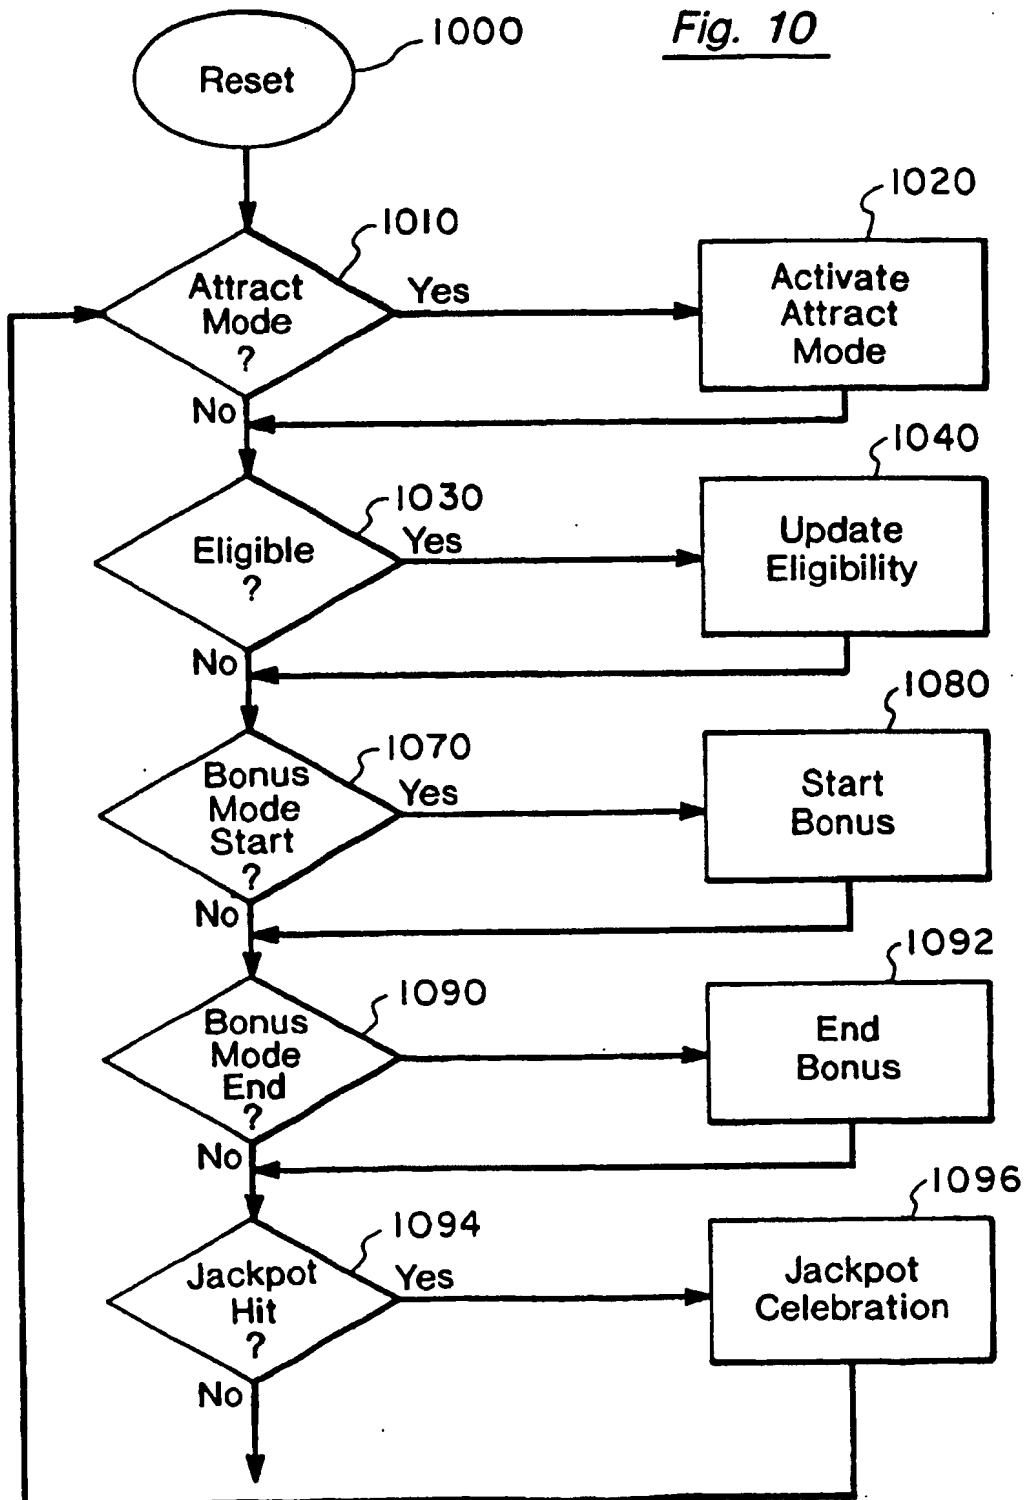 Fig. 10
1000
Reset
1010
Attract
Mode
?
Yes
1020
Activate
Attract
Mode
No
1030
Eligible
?
Yes
1040
Update
Eligibility
No
1070
Bonus
Mode
Start
?
Yes
1080
Start
Bonus
No
1090
Bonus
Mode
End
?
1092
End
Bonus
No
1094
Jackpot
Hit
?
Yes
1096
Jackpot
Celebration
No